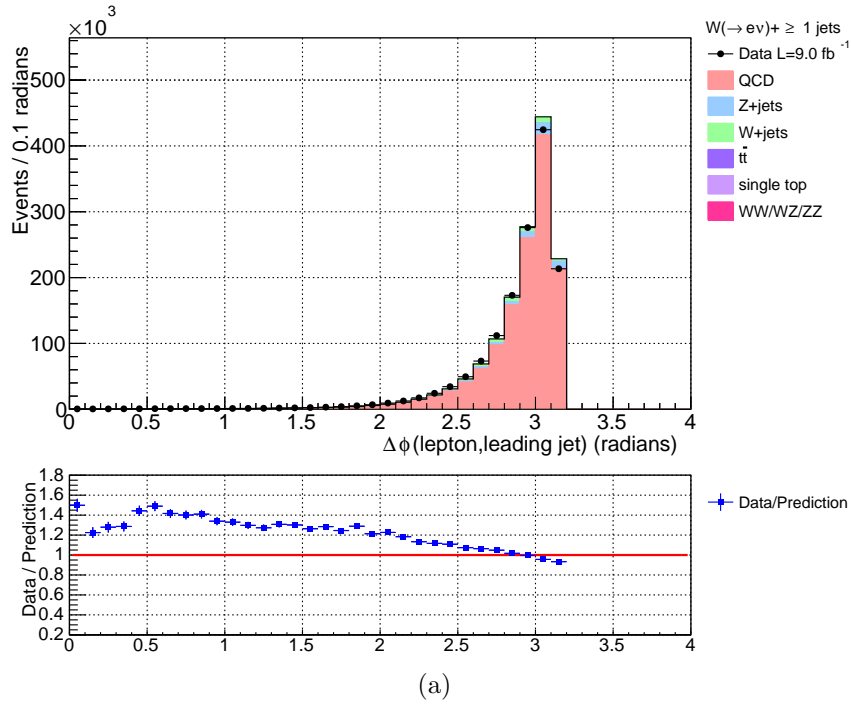 ×10³
W(→ eν)+ ≥ 1 jets
Data L=9.0 fb⁻¹
QCD
Z+jets
W+jets
tt̄
single top
WW/WZ/ZZ
Events / 0.1 radians
500
400
300
200
100
0
0 0.5 1 1.5 2 2.5 3 3.5 4
Δϕ(lepton,leading jet) (radians)
Data / Prediction
1.8
1.6
1.4
1.2
1
0.8
0.6
0.4
0.2
0 0.5 1 1.5 2 2.5 3 3.5 4
Data/Prediction
(a)